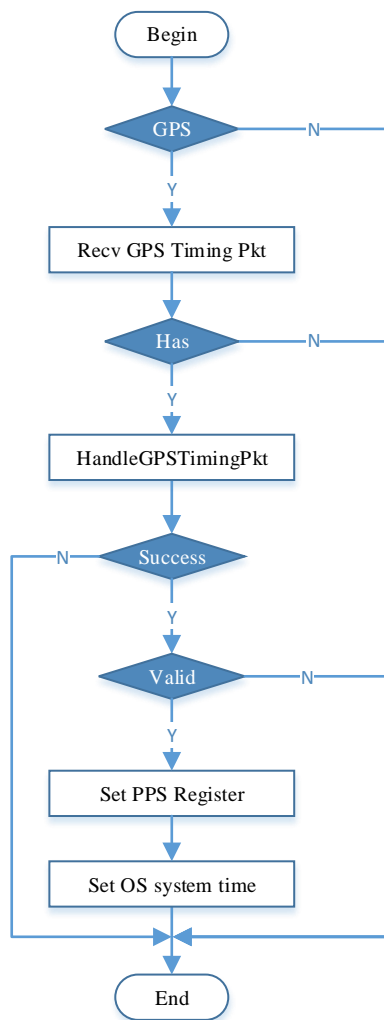 Begin
GPS
N
Y
Recv GPS Timing Pkt
Has
N
Y
HandleGPSTimingPkt
Success
N
Y
Valid
N
Y
Set PPS Register
Set OS system time
End